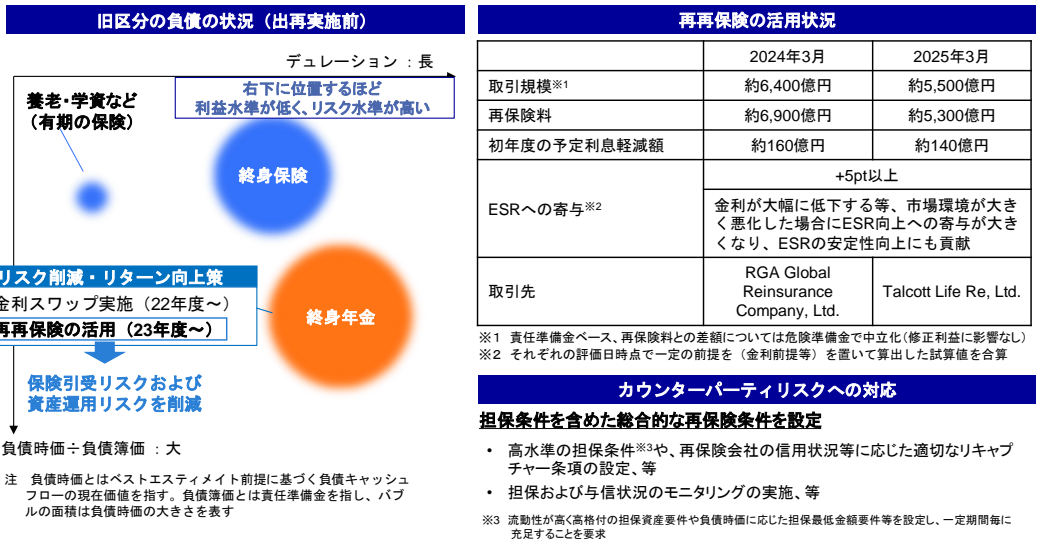 旧区分の負債の状況（出再実施前）
デュレーション ：長
右下に位置するほど
利益水準が低く、リスク水準が高い
養老・学資など
（有期の保険）
終身保険
リスク削減・リターン向上策
金利スワップ実施（22年度～）
再再保険の活用（23年度～）
終身年金
保険引受リスクおよび
資産運用リスクを削減
負債時価÷負債簿価 ：大
注 負債時価とはベストエスティメイト前提に基づく負債キャッシュ
フローの現在価値を指す。負債簿価とは責任準備金を指し、バブ
ルの面積は負債時価の大きさを表す
再再保険の活用状況
2024年3月 2025年3月
取引規模※1 約6,400億円 約5,500億円
再保険料 約6,900億円 約5,300億円
初年度の予定利息軽減額 約160億円 約140億円
ESRへの寄与※2
+5pt以上
金利が大幅に低下する等、市場環境が大き
く悪化した場合にESR向上への寄与が大き
くなり、ESRの安定性向上にも貢献
取引先
RGA Global
Reinsurance
Company, Ltd.
Talcott Life Re, Ltd.
※1 責任準備金ベース、再保険料との差額については危険準備金で中立化（修正利益に影響なし）
※2 それぞれの評価日時点で一定の前提を（金利前提等）を置いて算出した試算値を合算
カウンターパーティリスクへの対応
担保条件を含めた総合的な再保険条件を設定
• 高水準の担保条件※3や、再保険会社の信用状況等に応じた適切なリキャプ
チャー条項の設定、等
• 担保および与信状況のモニタリングの実施、等
※3 流動性が高く高格付の担保資産要件や負債時価に応じた担保最低金額要件等を設定し、一定期間毎に
充足することを要求